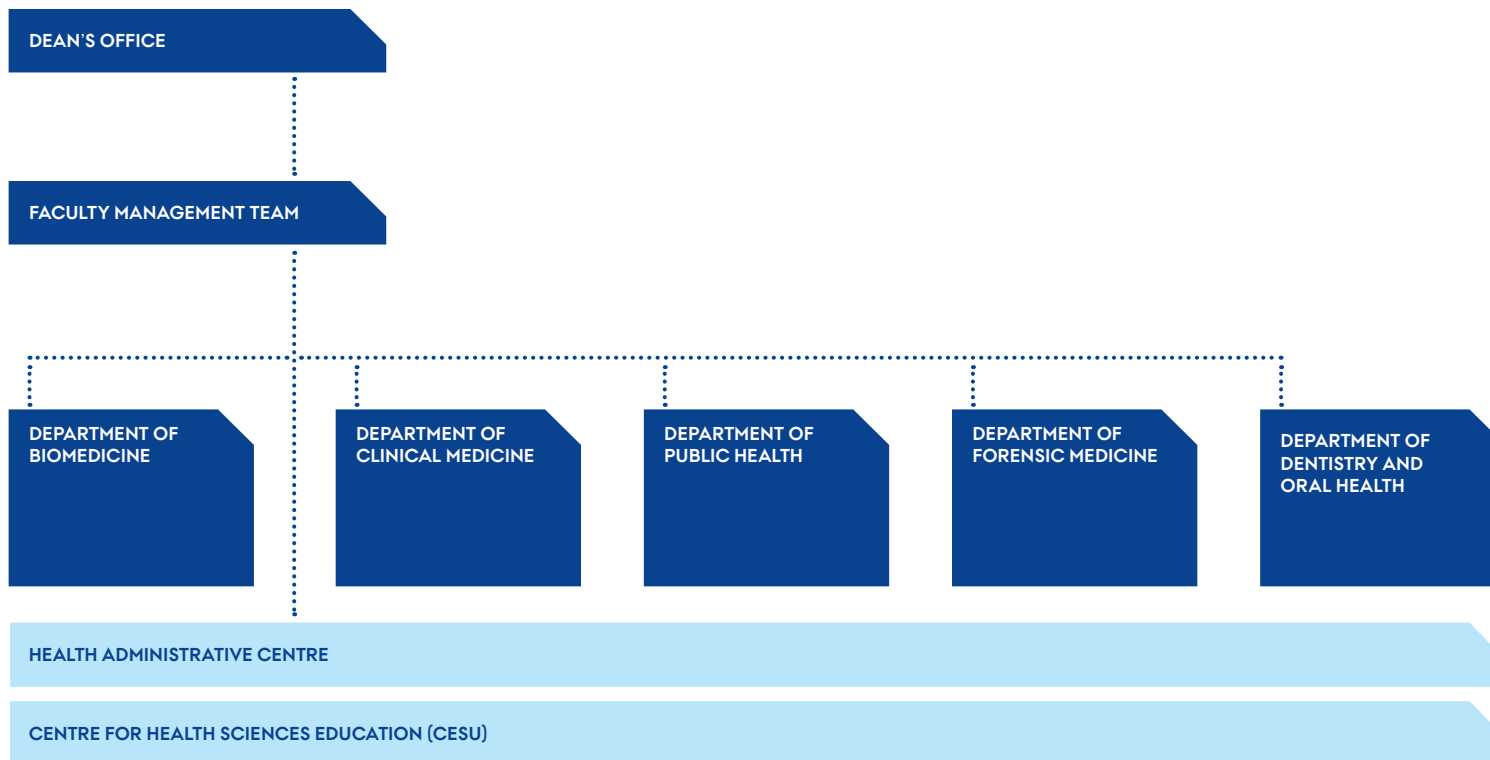 DEAN'S OFFICE
FACULTY MANAGEMENT TEAM
DEPARTMENT OF
BIOMEDICINE
DEPARTMENT OF
CLINICAL MEDICINE
DEPARTMENT OF
PUBLIC HEALTH
DEPARTMENT OF
FORENSIC MEDICINE
DEPARTMENT OF
DENTISTRY AND
ORAL HEALTH
HEALTH ADMINISTRATIVE CENTRE
CENTRE FOR HEALTH SCIENCES EDUCATION (CESU)